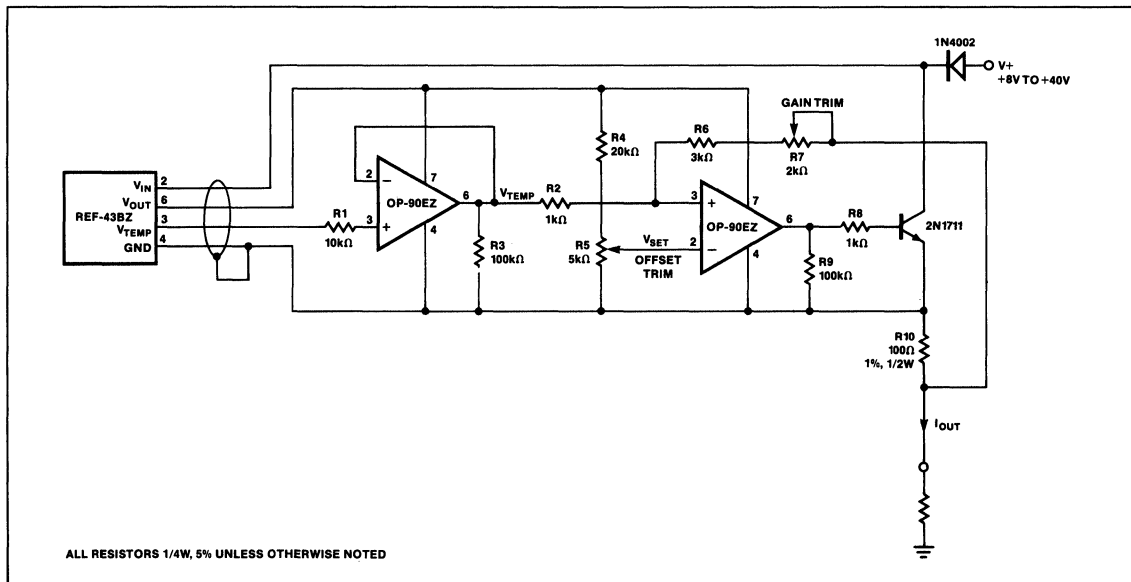 1N4002
V+
+8V TO +40V
GAIN TRIM
R4
20kΩ
R6
3kΩ
R7
2kΩ
REF-43BZ
VIN
VOUT
VTEMP
GND
2
6
3
4
R1
10kΩ
2
3
−
+
OP-90EZ
7
6
4
VTEMP
R3
100kΩ
R2
1kΩ
R5
5kΩ
VSET
OFFSET
TRIM
3
2
+
−
OP-90EZ
7
6
4
R8
1kΩ
R9
100kΩ
2N1711
R10
100Ω
1%, 1/2W
IOUT
ALL RESISTORS 1/4W, 5% UNLESS OTHERWISE NOTED